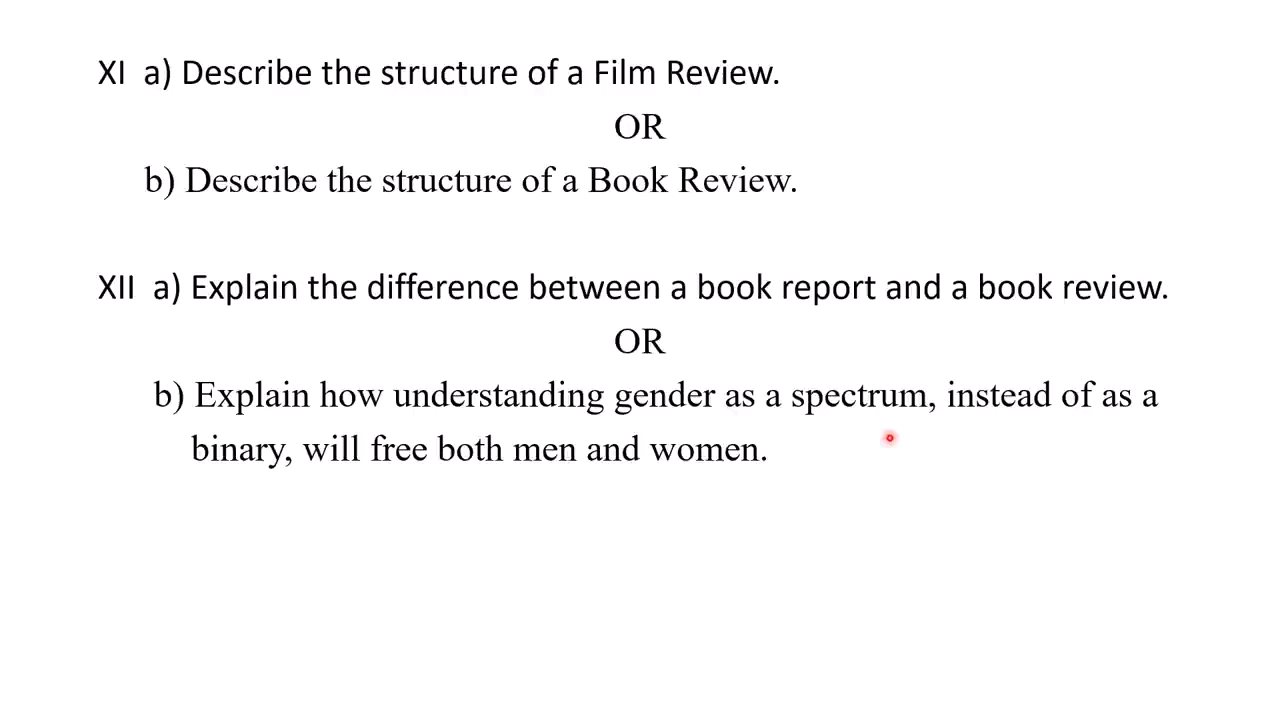 XI a) Describe the structure of a Film Review.
OR
b) Describe the structure of a Book Review.
XII a) Explain the difference between a book report and a book review.
OR
b) Explain how understanding gender as a spectrum, instead of as a
binary, will free both men and women.